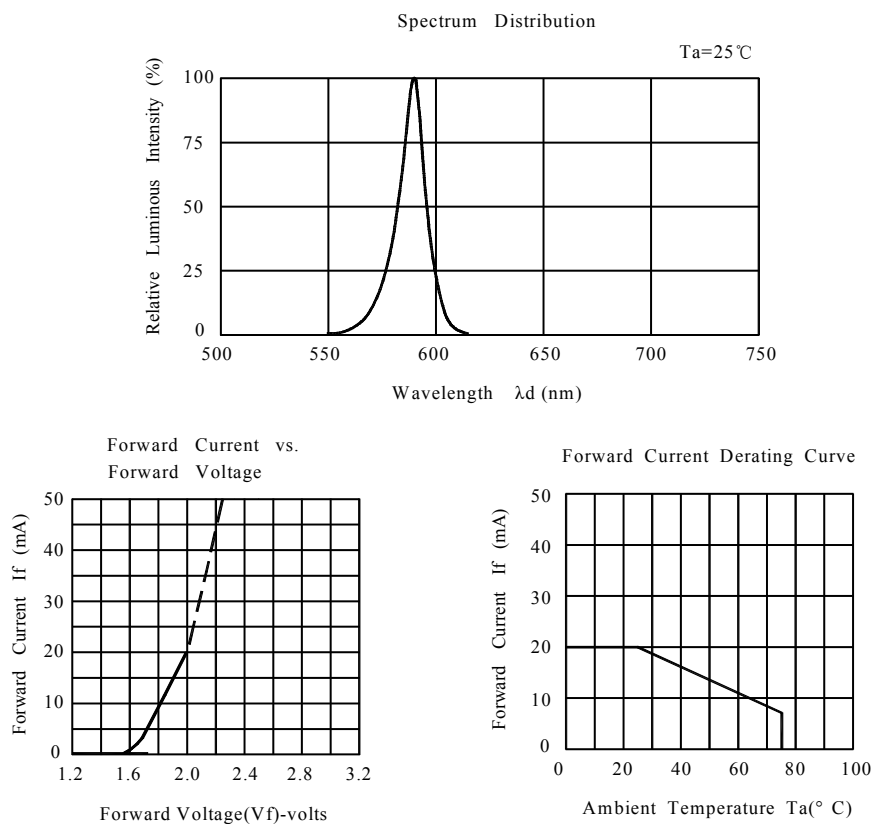 Spectrum Distribution
Ta=25℃
Relative Luminous Intensity (%)
100
75
50
25
0
500 550 600 650 700 750
Wavelength λd (nm)
Forward Current vs.
Forward Voltage
Forward Current If (mA)
50
40
30
20
10
0
1.2 1.6 2.0 2.4 2.8 3.2
Forward Voltage(Vf)-volts
Forward Current Derating Curve
Forward Current If (mA)
50
40
30
20
10
0
0 20 40 60 80 100
Ambient Temperature Ta(° C)